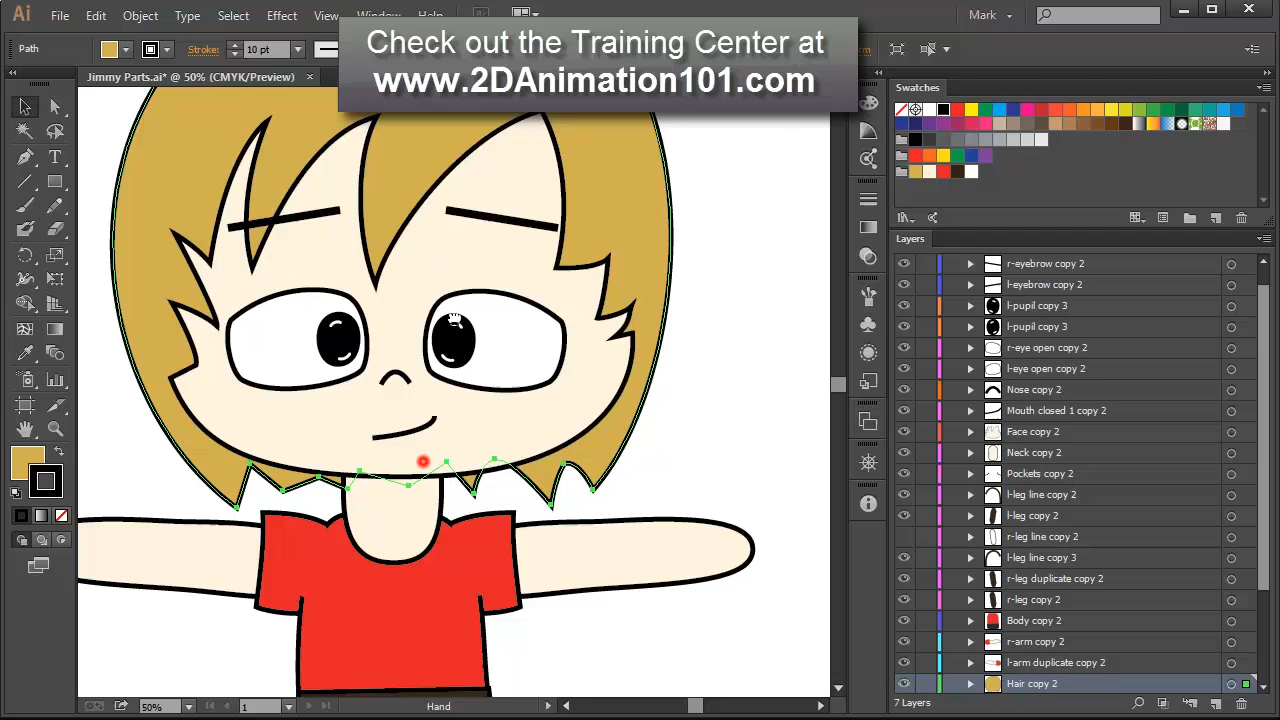 Ai File Edit Object Type Select Effect View Window Help Mark
Check out the Training Center at
www.2DAnimation101.com
Path Stroke: 10 pt
Jimmy Parts.ai* @ 50% (CMYK/Preview)
Swatches
Layers
r-eyebrow copy 2
l-eyebrow copy 2
l-pupil copy 3
l-pupil copy 3
r-eye open copy 2
l-eye open copy 2
Nose copy 2
Mouth closed 1 copy 2
Face copy 2
Neck copy 2
Pockets copy 2
l-leg line copy 2
l-leg copy 2
r-leg line copy 2
l-leg line copy 3
r-leg duplicate copy 2
r-leg copy 2
Body copy 2
r-arm copy 2
l-arm duplicate copy 2
Hair copy 2
7 Layers
50% 1 Hand